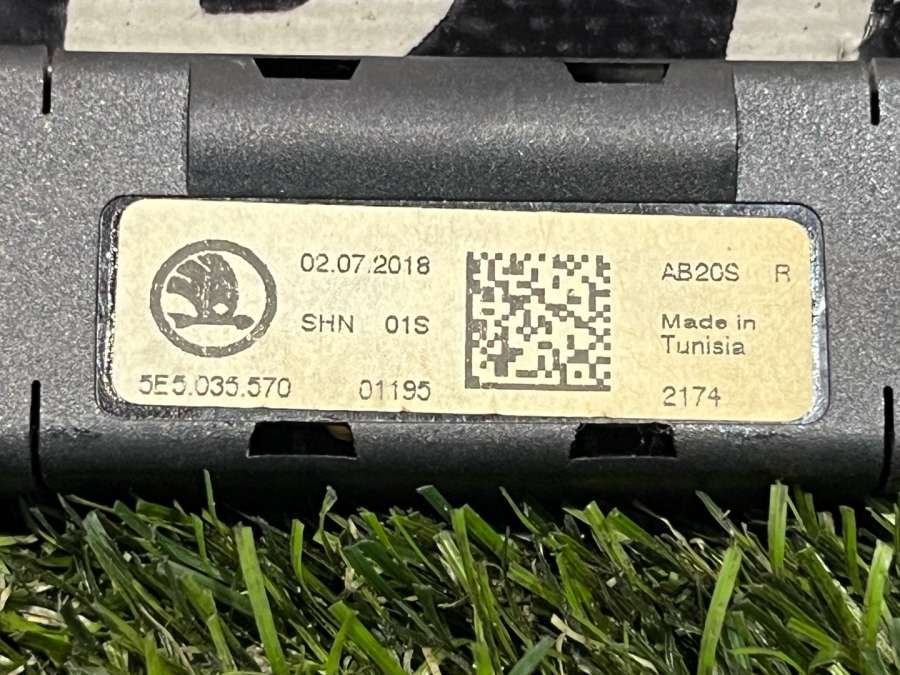 02.07.2018
SHN 01S
5E5.035.570 01195
AB20S R
Made in
Tunisia
2174